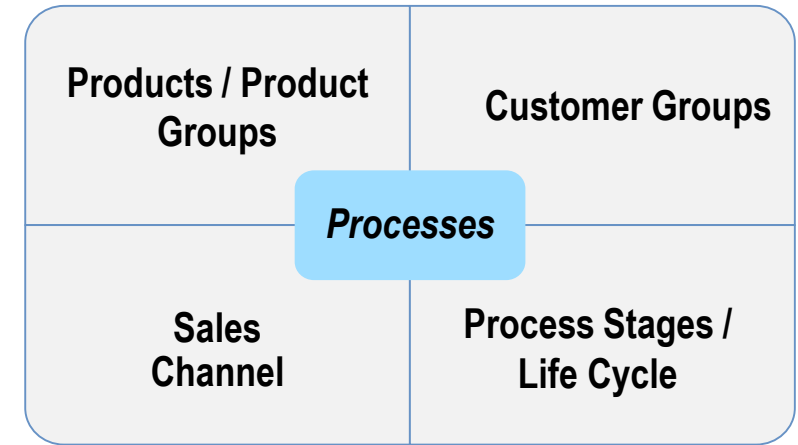 Products / Product
Groups
Customer Groups
Processes
Sales
Channel
Process Stages /
Life Cycle